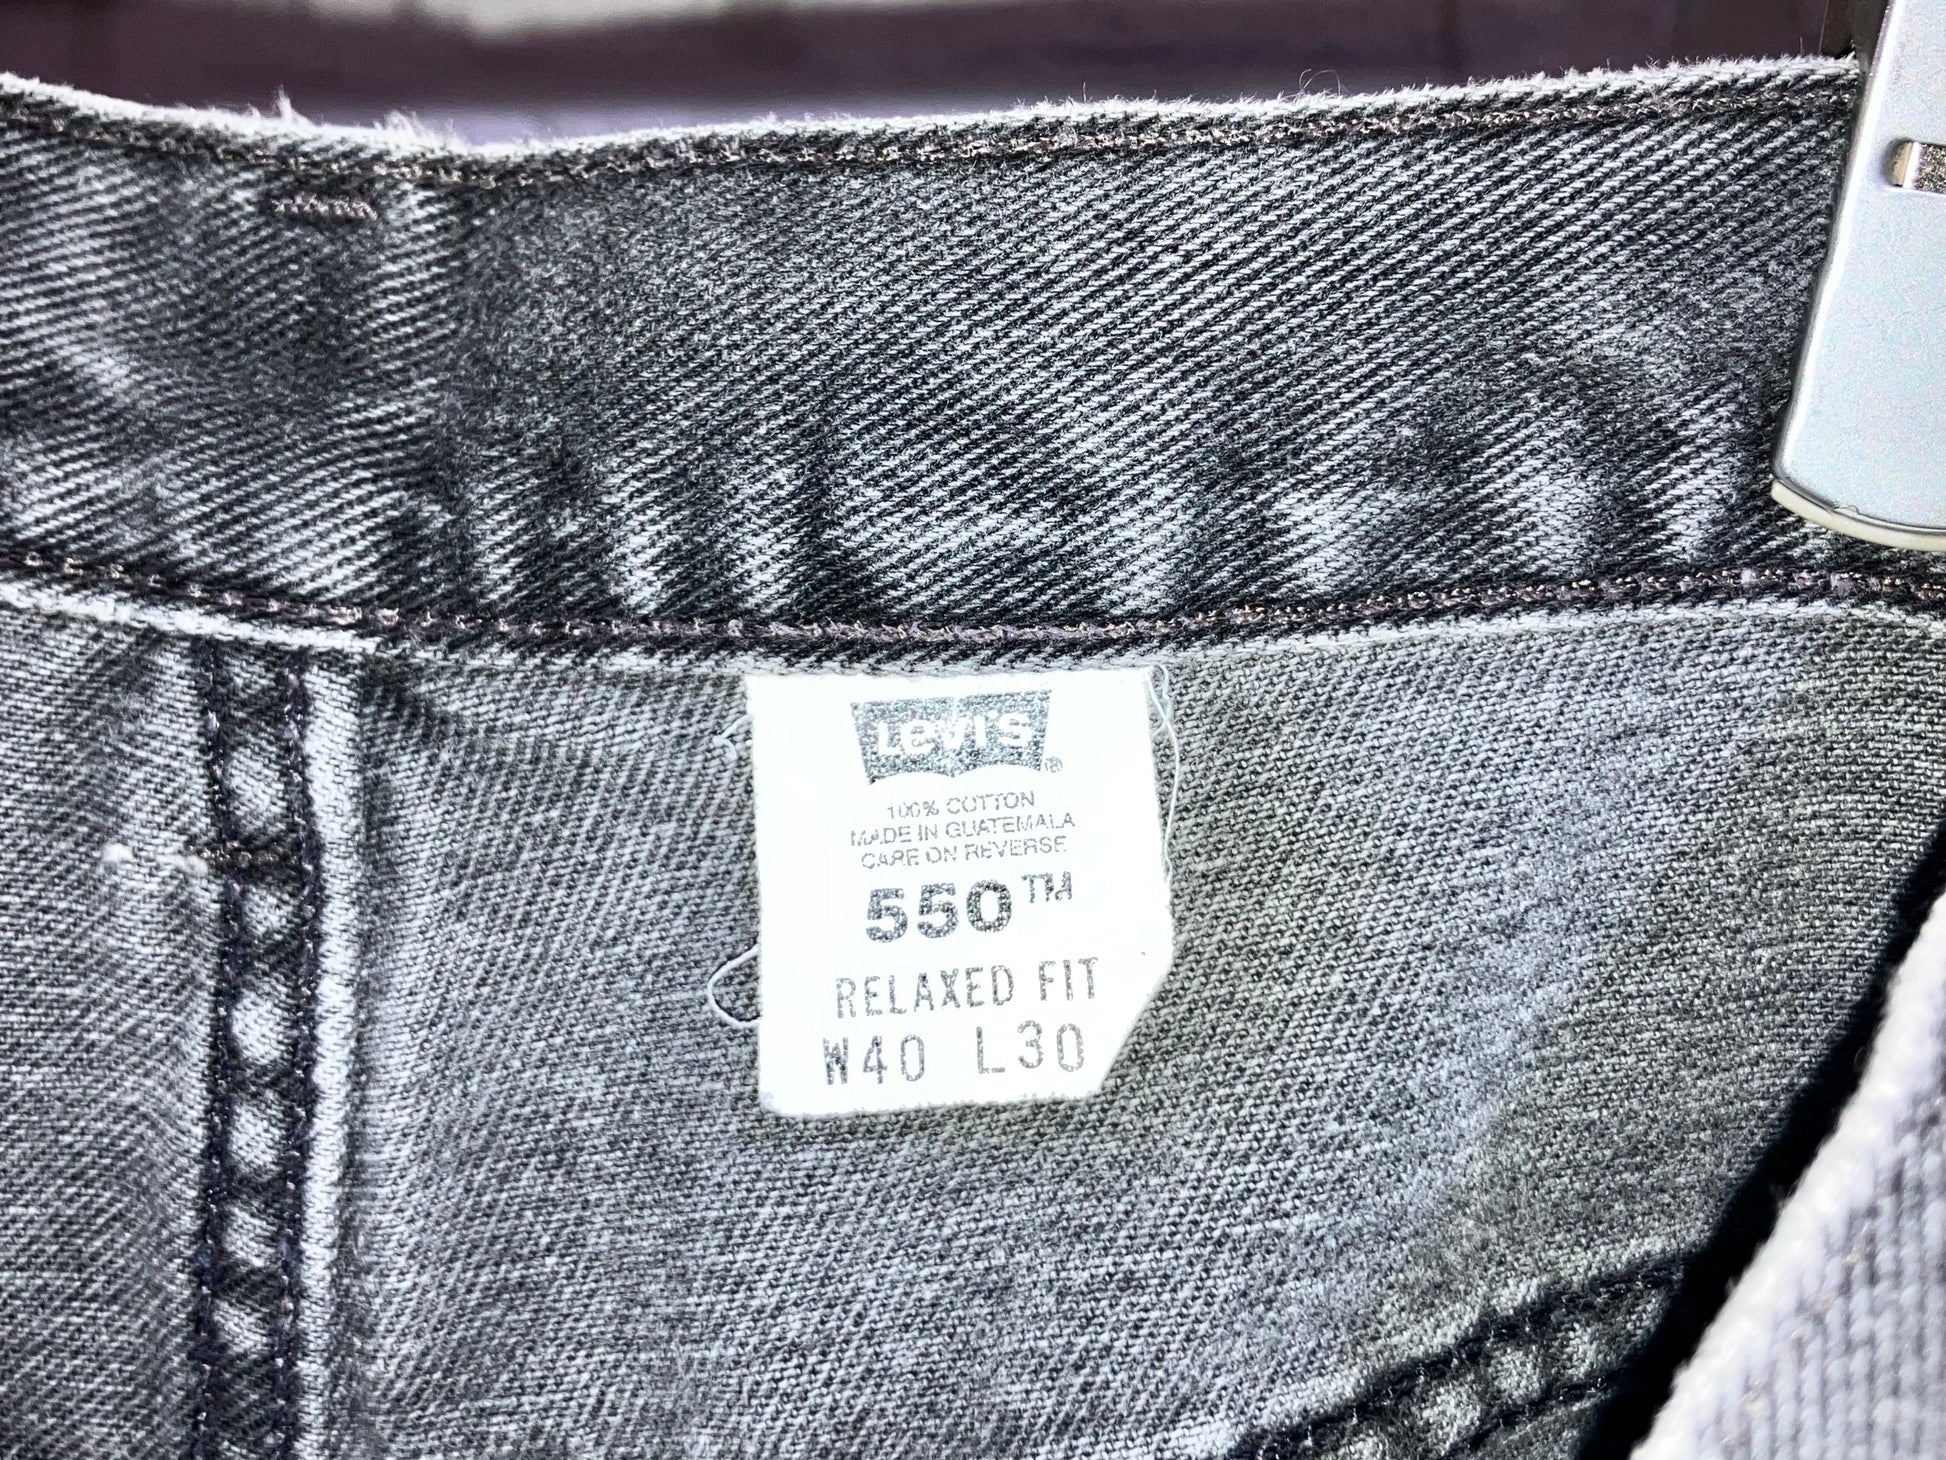 LEVI'S ®
100% COTTON
MADE IN GUATEMALA
CARE ON REVERSE
550™
RELAXED FIT
W40 L30